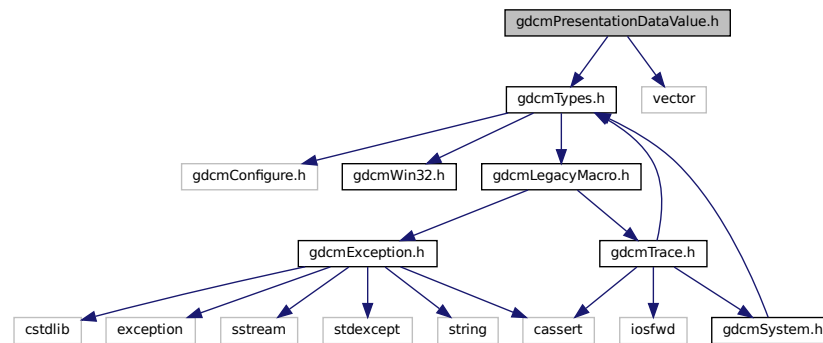 gdcmPresentationDataValue.h
gdcmTypes.h
vector
gdcmConfigure.h
gdcmWin32.h
gdcmLegacyMacro.h
gdcmException.h
gdcmTrace.h
cstdlib
exception
sstream
stdexcept
string
cassert
iosfwd
gdcmSystem.h